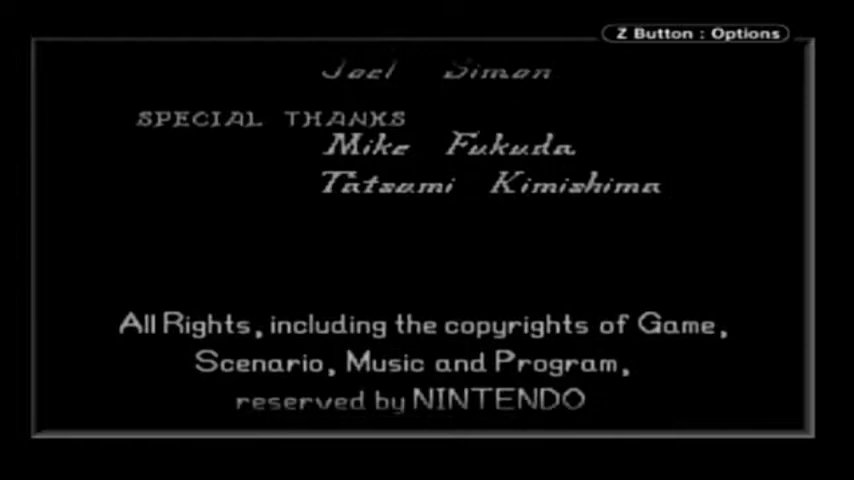 Z Button : Options
Joel Simon
SPECIAL THANKS
Mike Fukuda
Tatsumi Kimishima
All Rights, including the copyrights of Game,
Scenario, Music and Program,
reserved by NINTENDO